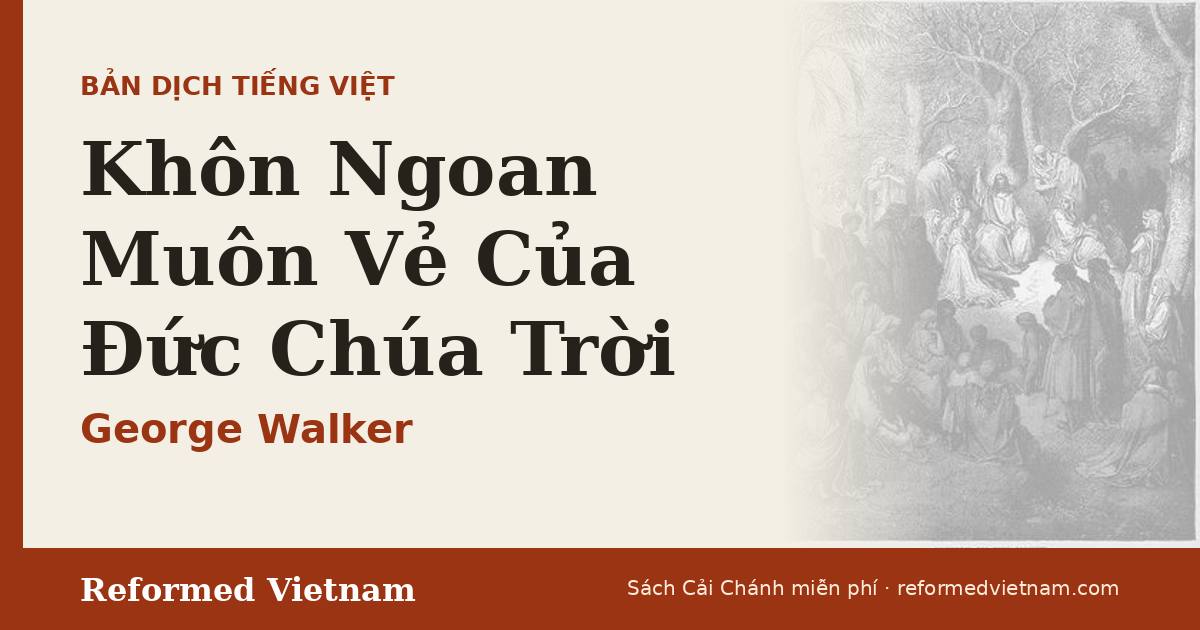 BẢN DỊCH TIẾNG VIỆT
Khôn Ngoan
Muôn Vẻ Của
Đức Chúa Trời
George Walker
Reformed Vietnam
Sách Cải Chánh miễn phí · reformedvietnam.com